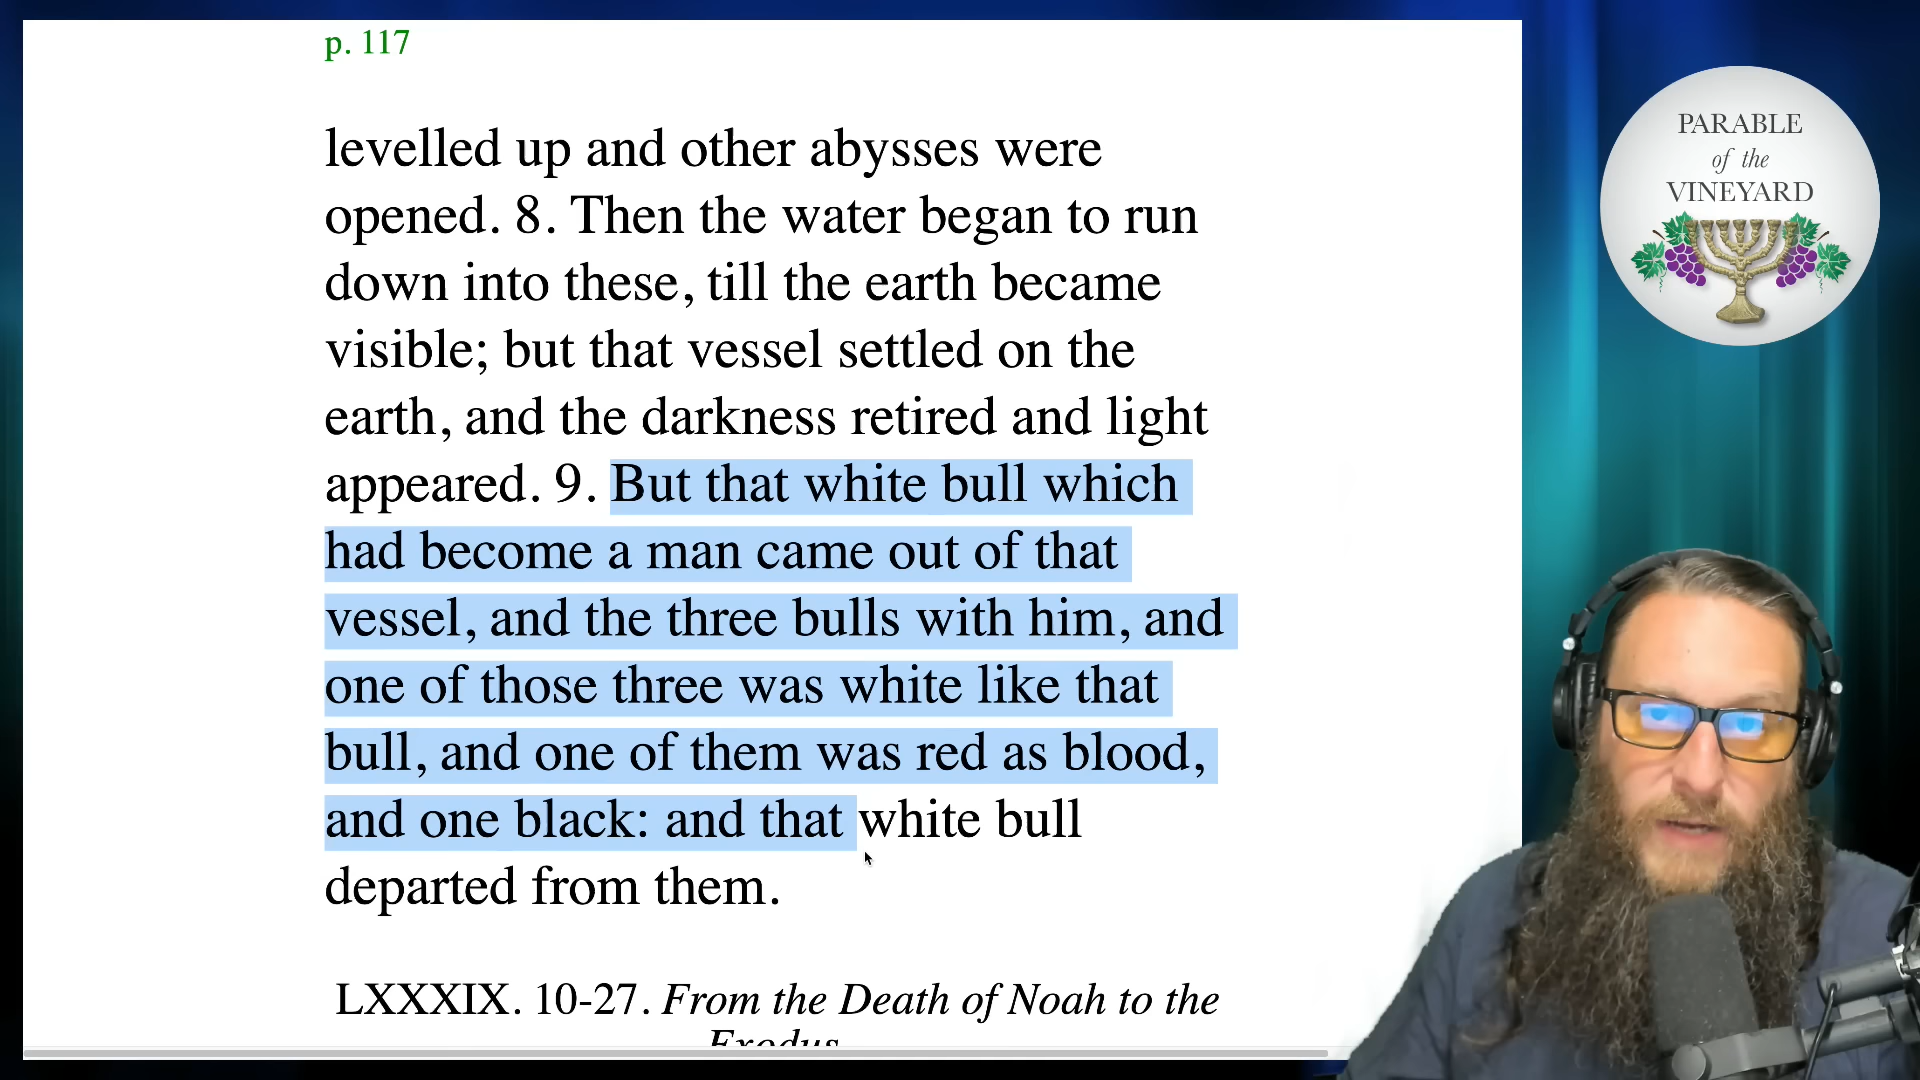 p. 117
levelled up and other abysses were
opened. 8. Then the water began to run
down into these, till the earth became
visible; but that vessel settled on the
earth, and the darkness retired and light
appeared. 9. But that white bull which
had become a man came out of that
vessel, and the three bulls with him, and
one of those three was white like that
bull, and one of them was red as blood,
and one black: and that white bull
departed from them.
LXXXIX. 10-27. From the Death of Noah to the
Exodus
PARABLE
of the
VINEYARD